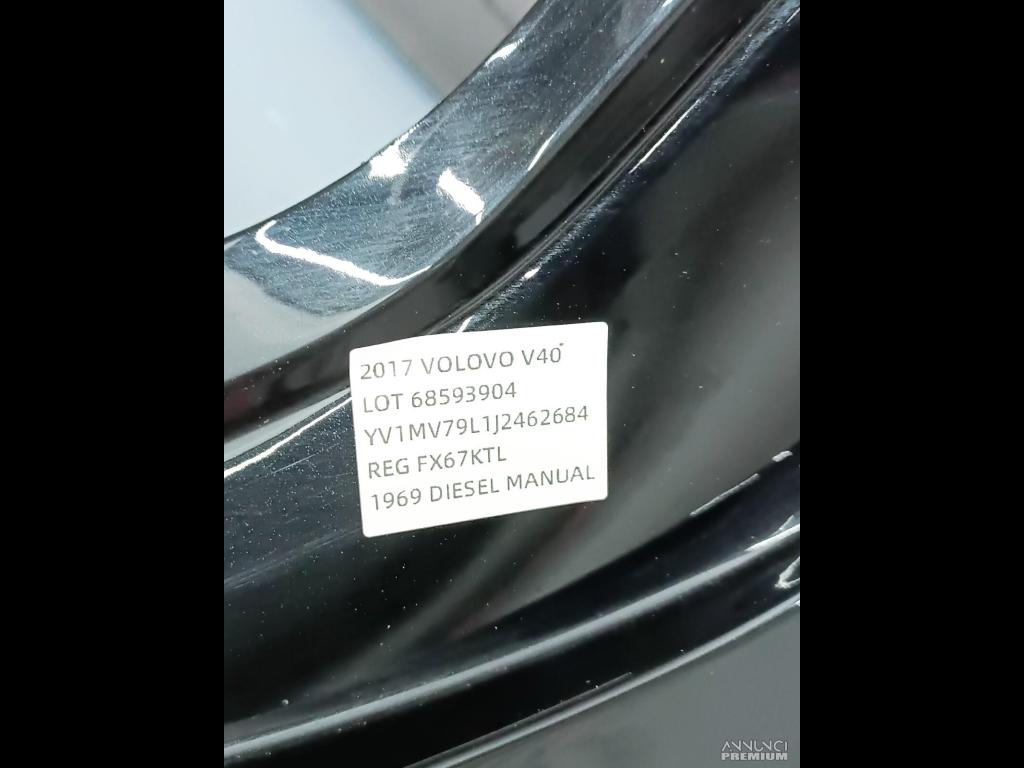 2017 VOLOVO V40
LOT 68593904
YV1MV79L1J2462684
REG FX67KTL
1969 DIESEL MANUAL
ANNUNCI
PREMIUM